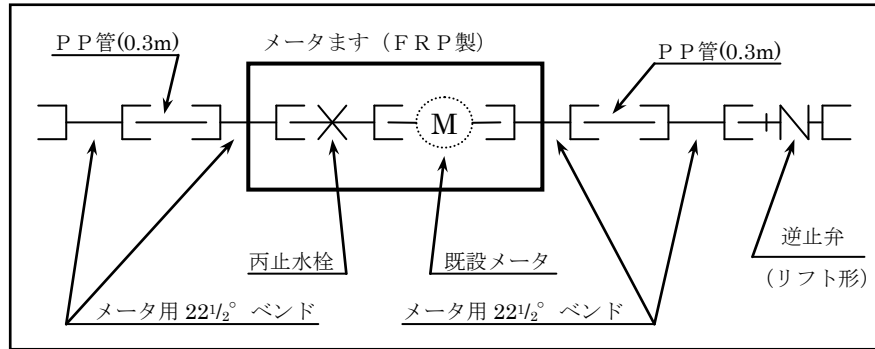 ＰＰ管(0.3m)
メータます（ＦＲＰ製）
ＰＰ管(0.3m)
M
丙止水栓
既設メータ
逆止弁
(リフト形)
メータ用 22¹/₂° ベンド
メータ用 22¹/₂° ベンド